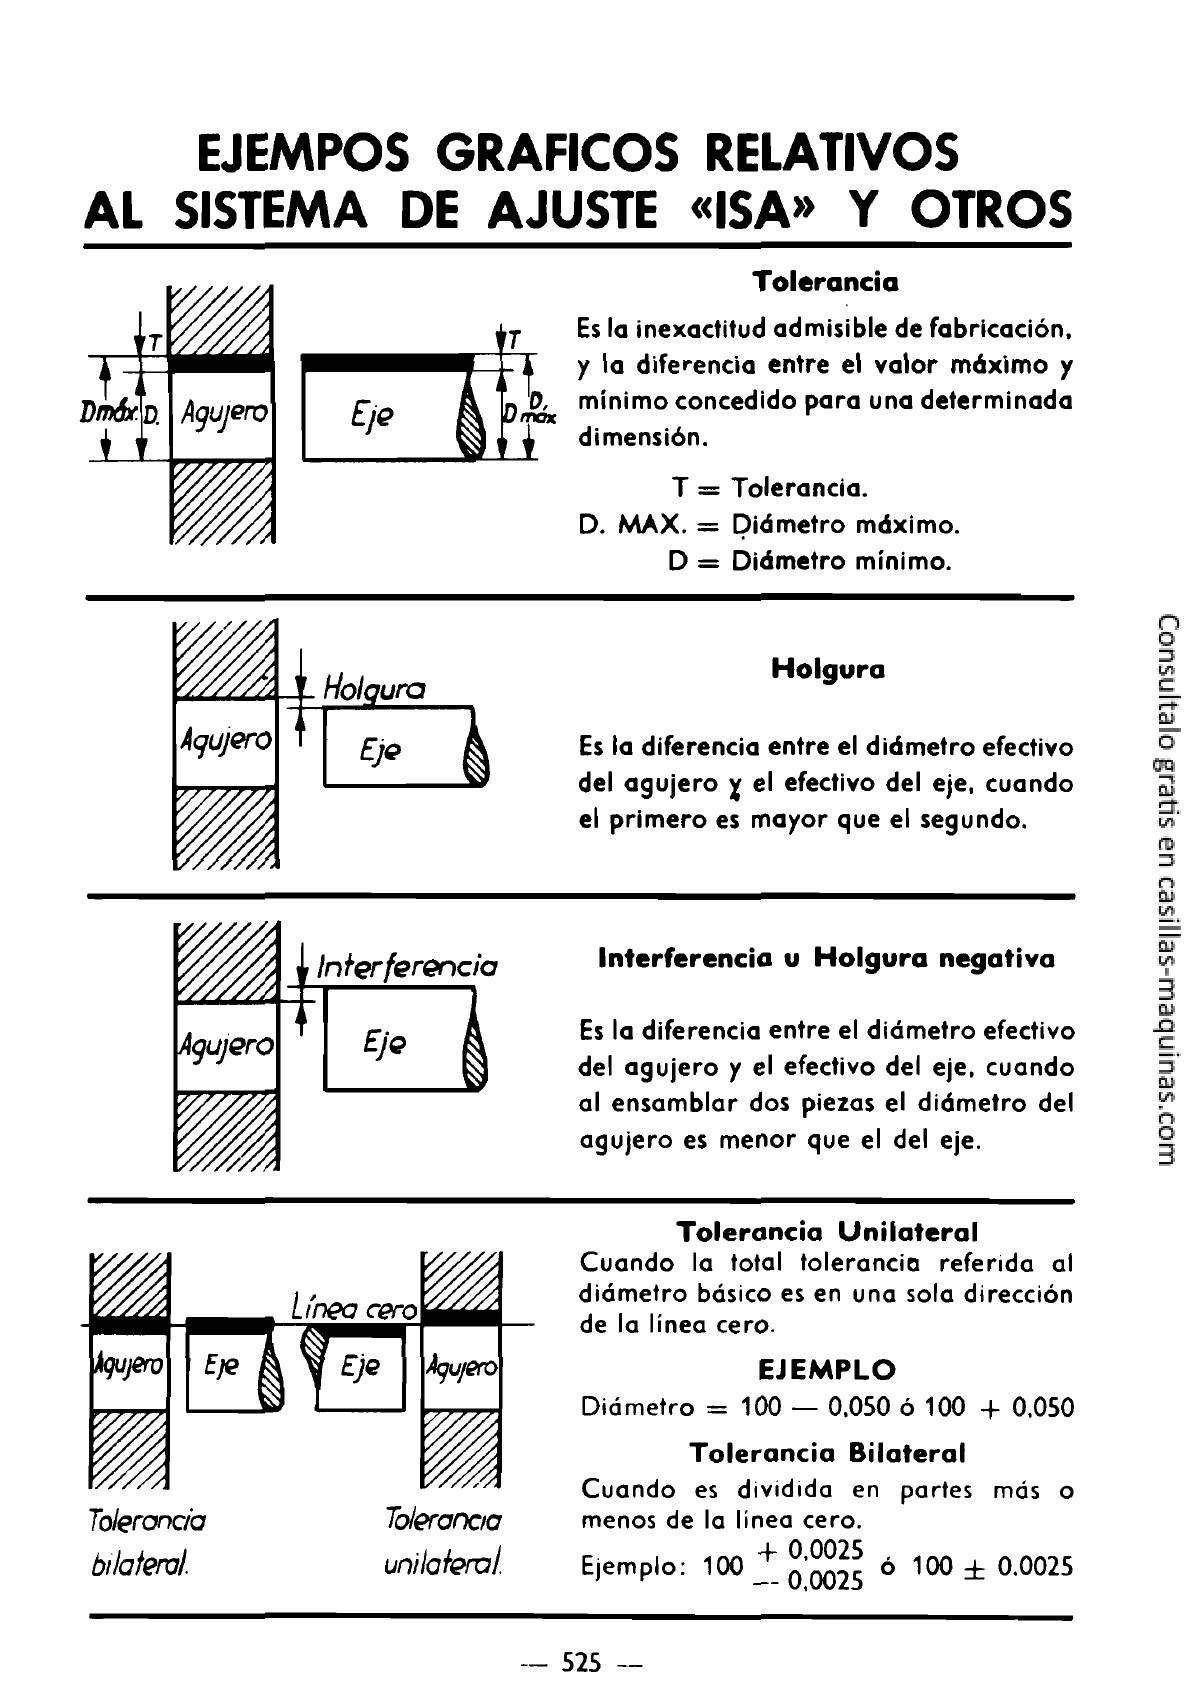 EJEMPOS GRAFICOS RELATIVOS
AL SISTEMA DE AJUSTE «ISA» Y OTROS
T
Dmáx.
D.
Agujero
Eje
T
D
D, max
Tolerancia
Es la inexactitud admisible de fabricación,
y la diferencia entre el valor máximo y
mínimo concedido para una determinada
dimensión.
T = Tolerancia.
D. MAX. = Diámetro máximo.
D = Diámetro mínimo.
Agujero
Holgura
Eje
Holgura
Es la diferencia entre el diámetro efectivo
del agujero y el efectivo del eje, cuando
el primero es mayor que el segundo.
Agujero
Interferencia
Eje
Interferencia u Holgura negativa
Es la diferencia entre el diámetro efectivo
del agujero y el efectivo del eje, cuando
al ensamblar dos piezas el diámetro del
agujero es menor que el del eje.
Línea cero
Agujero
Eje
Eje
Agujero
Tolerancia
bilateral.
Tolerancia
unilateral.
Tolerancia Unilateral
Cuando la total tolerancia referida al
diámetro básico es en una sola dirección
de la línea cero.
EJEMPLO
Diámetro = 100 — 0,050 ó 100 + 0,050
Tolerancia Bilateral
Cuando es dividida en partes más o
menos de la línea cero.
Ejemplo: 100 + 0,0025 — 0,0025 ó 100 ± 0.0025
— 525 —
Consultalo gratis en casillas-maquinas.com